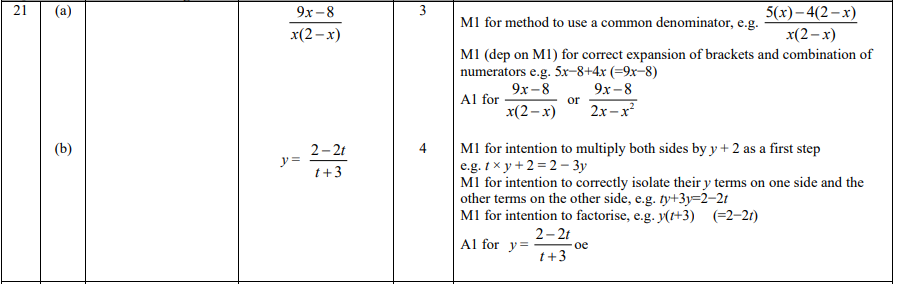 21 (a) 9x – 8 / x(2 – x) 3 M1 for method to use a common denominator, e.g. 5(x) – 4(2 – x) / x(2 – x)
M1 (dep on M1) for correct expansion of brackets and combination of
numerators e.g. 5x–8+4x (=9x–8)
A1 for 9x – 8 / x(2 – x) or 9x – 8 / 2x – x²
(b) y = 2 – 2t / t + 3 4 M1 for intention to multiply both sides by y + 2 as a first step
e.g. t × y + 2 = 2 – 3y
M1 for intention to correctly isolate their y terms on one side and the
other terms on the other side, e.g. ty+3y=2–2t
M1 for intention to factorise, e.g. y(t+3) (=2–2t)
A1 for y = 2 – 2t / t + 3 oe